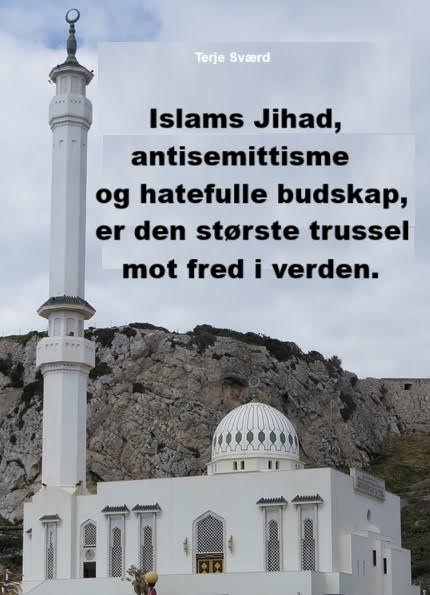 Terje Sværd
Islams Jihad,
antisemittisme
og hatefulle budskap,
er den største trussel
mot fred i verden.